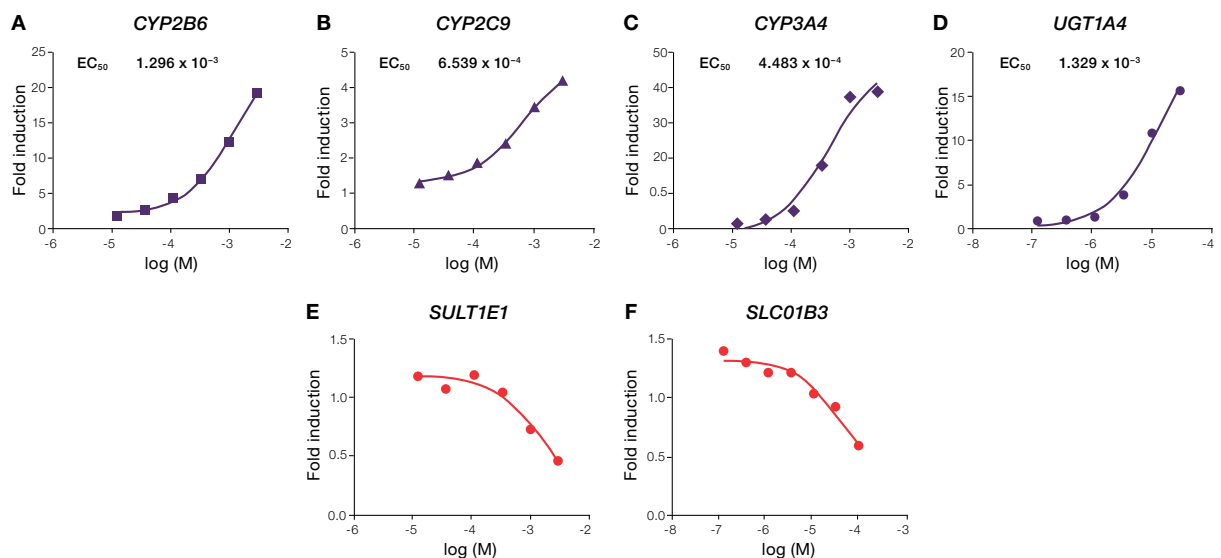 A CYP2B6
EC50 1.296 x 10–3
Fold induction
25
20
15
10
5
0
-6 -5 -4 -3 -2
log (M)
B CYP2C9
EC50 6.539 x 10–4
Fold induction
5
4
3
2
1
0
-6 -5 -4 -3 -2
log (M)
C CYP3A4
EC50 4.483 x 10–4
Fold induction
50
40
30
20
0.5
0
-6 -5 -4 -3 -2
log (M)
D UGT1A4
EC50 1.329 x 10–3
Fold induction
20
15
10
5
0
-8 -7 -6 -5 -4
log (M)
E SULT1E1
Fold induction
1.5
1.0
0.5
0.0
-6 -5 -4 -3 -2
log (M)
F SLC01B3
Fold induction
1.5
1.0
0.5
0.0
-8 -7 -6 -5 -4 -3
log (M)